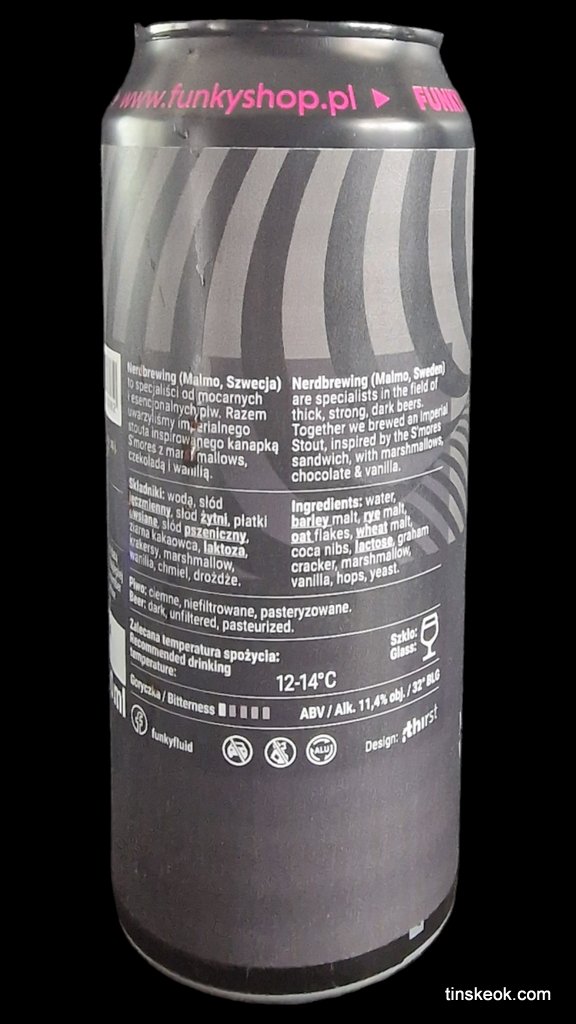 www.funkyshop.pl ▶ FUNKY
Nerdbrewing (Malmo, Szwecja)
to specjaliści od mocarnych
i esencjonalnych piw. Razem
uwarzyliśmy imperialnego
stouta inspirowanego kanapką
S'mores z marshmallows,
czekoladą i wanilią.
Nerdbrewing (Malmo, Sweden)
are specialists in the field of
thick, strong, dark beers.
Together we brewed an Imperial
Stout, inspired by the S'mores
sandwich, with marshmallows,
chocolate & vanilla.
Składniki: woda, słód
jęczmienny, słód żytni, płatki
owsiane, słód pszeniczny,
ziarna kakaowca, laktoza,
krakersy, marshmallow,
wanilia, chmiel, drożdże.
Ingredients: water,
barley malt, rye malt,
oat flakes, wheat malt,
coca nibs, lactose, graham
cracker, marshmallow,
vanilla, hops, yeast.
Piwo: ciemne, niefiltrowane, pasteryzowane.
Beer: dark, unfiltered, pasteurized.
Zalecana temperatura spożycia:
Recommended drinking
temperature:
12-14°C
Szkło:
Glass:
Goryczka / Bitterness
ABV / Alk. 11,4% obj. / 32° BLG
ml
funkyfluid
ALU
Design: thirst
tinskeok.com